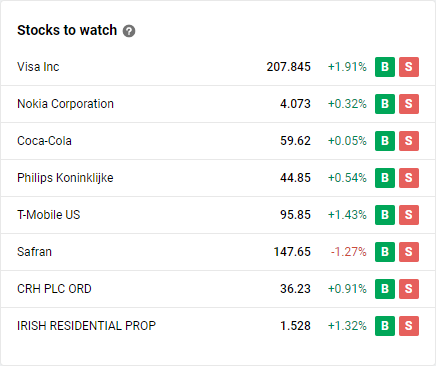 Stocks to watch ?
Visa Inc 207.845 +1.91% B S
Nokia Corporation 4.073 +0.32% B S
Coca-Cola 59.62 +0.05% B S
Philips Koninklijke 44.85 +0.54% B S
T-Mobile US 95.85 +1.43% B S
Safran 147.65 -1.27% B S
CRH PLC ORD 36.23 +0.91% B S
IRISH RESIDENTIAL PROP 1.528 +1.32% B S